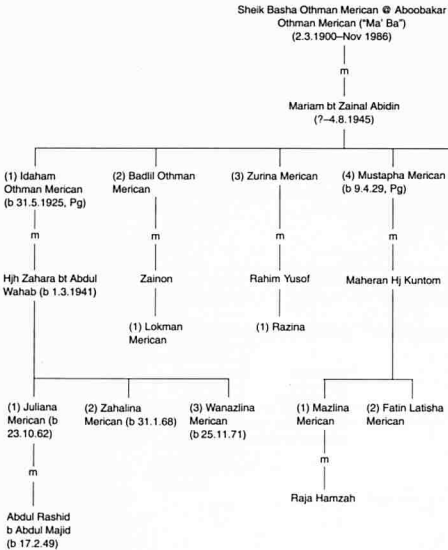 Sheik Basha Othman Merican @ Aboobakar
Othman Merican ("Ma' Ba")
(2.3.1900–Nov 1986)
m
Mariam bt Zainal Abidin
(?–4.8.1945)
(1) Idaham
Othman Merican
(b 31.5.1925, Pg)
(2) Badlil Othman
Merican
(3) Zurina Merican
(4) Mustapha Merican
(b 9.4.29, Pg)
m
m
m
m
Hjh Zahara bt Abdul
Wahab (b 1.3.1941)
Zainon
Rahim Yusof
Maheran Hj Kuntom
(1) Lokman
Merican
(1) Razina
(1) Juliana
Merican (b
23.10.62)
(2) Zahalina
Merican (b 31.1.68)
(3) Wanazlina
Merican
(b 25.11.71)
(1) Mazlina
Merican
(2) Fatin Latisha
Merican
m
m
Abdul Rashid
b Abdul Majid
(b 17.2.49)
Raja Hamzah